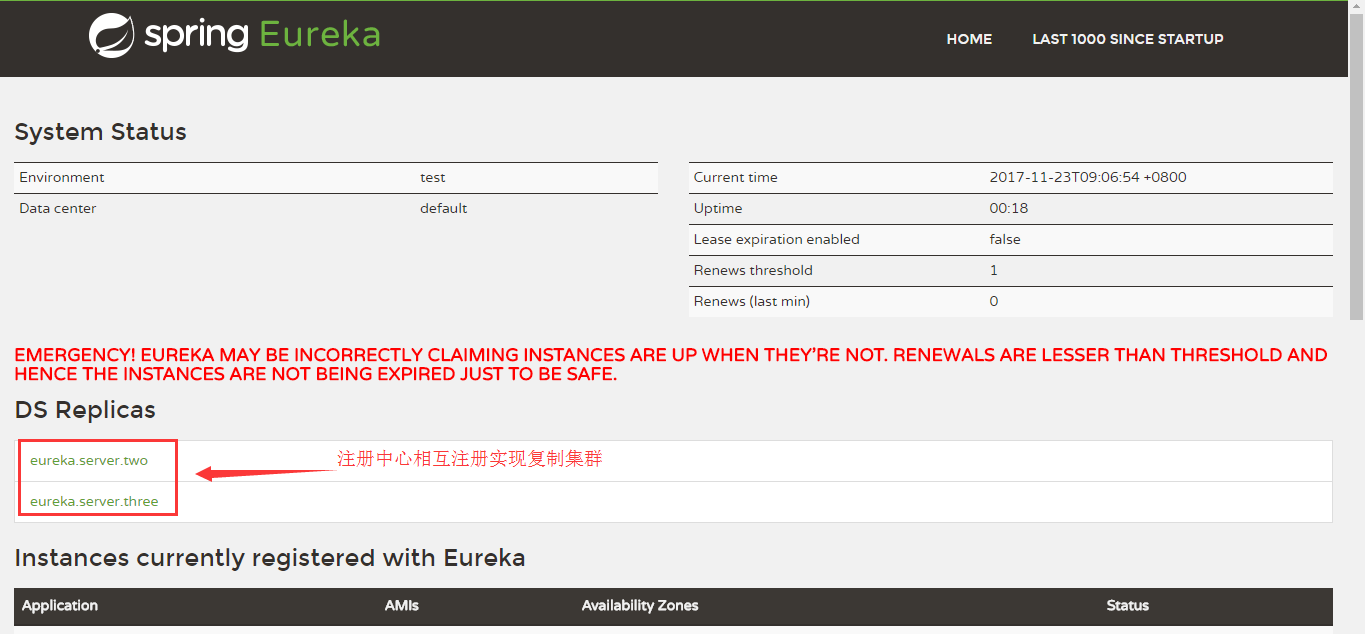 spring Eureka
HOME LAST 1000 SINCE STARTUP
System Status
Environment test
Data center default
Current time 2017-11-23T09:06:54 +0800
Uptime 00:18
Lease expiration enabled false
Renews threshold 1
Renews (last min) 0
EMERGENCY! EUREKA MAY BE INCORRECTLY CLAIMING INSTANCES ARE UP WHEN THEY'RE NOT. RENEWALS ARE LESSER THAN THRESHOLD AND
HENCE THE INSTANCES ARE NOT BEING EXPIRED JUST TO BE SAFE.
DS Replicas
eureka.server.two
注册中心相互注册实现复制集群
eureka.server.three
Instances currently registered with Eureka
Application AMIs Availability Zones Status